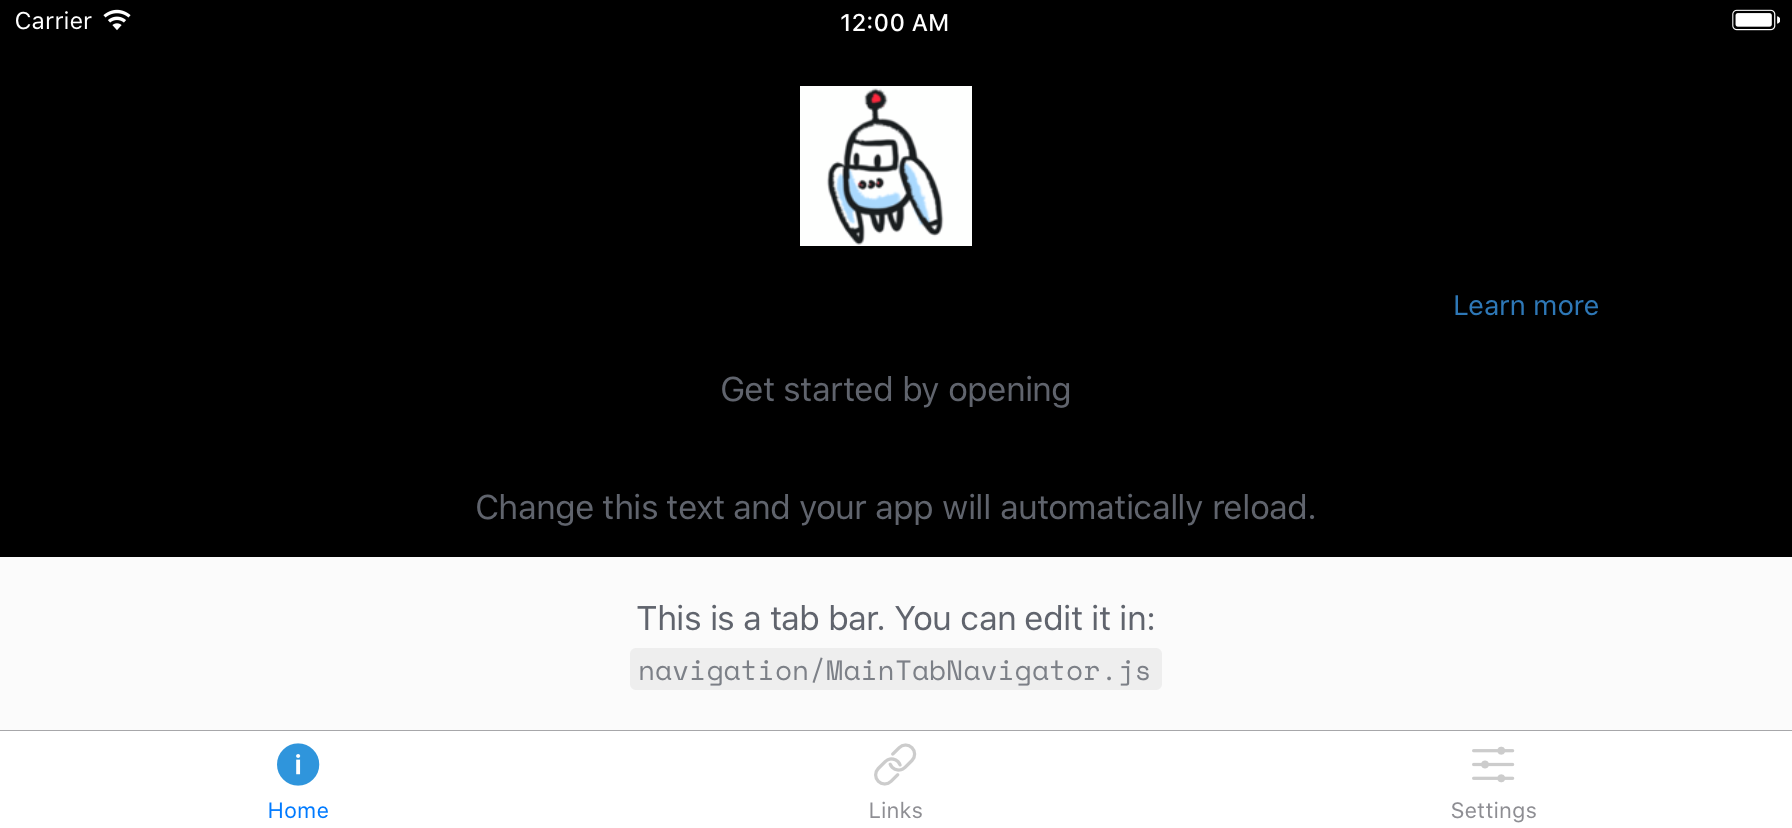 Carrier 12:00 AM
Learn more
Get started by opening
Change this text and your app will automatically reload.
This is a tab bar. You can edit it in:
navigation/MainTabNavigator.js
Home Links Settings